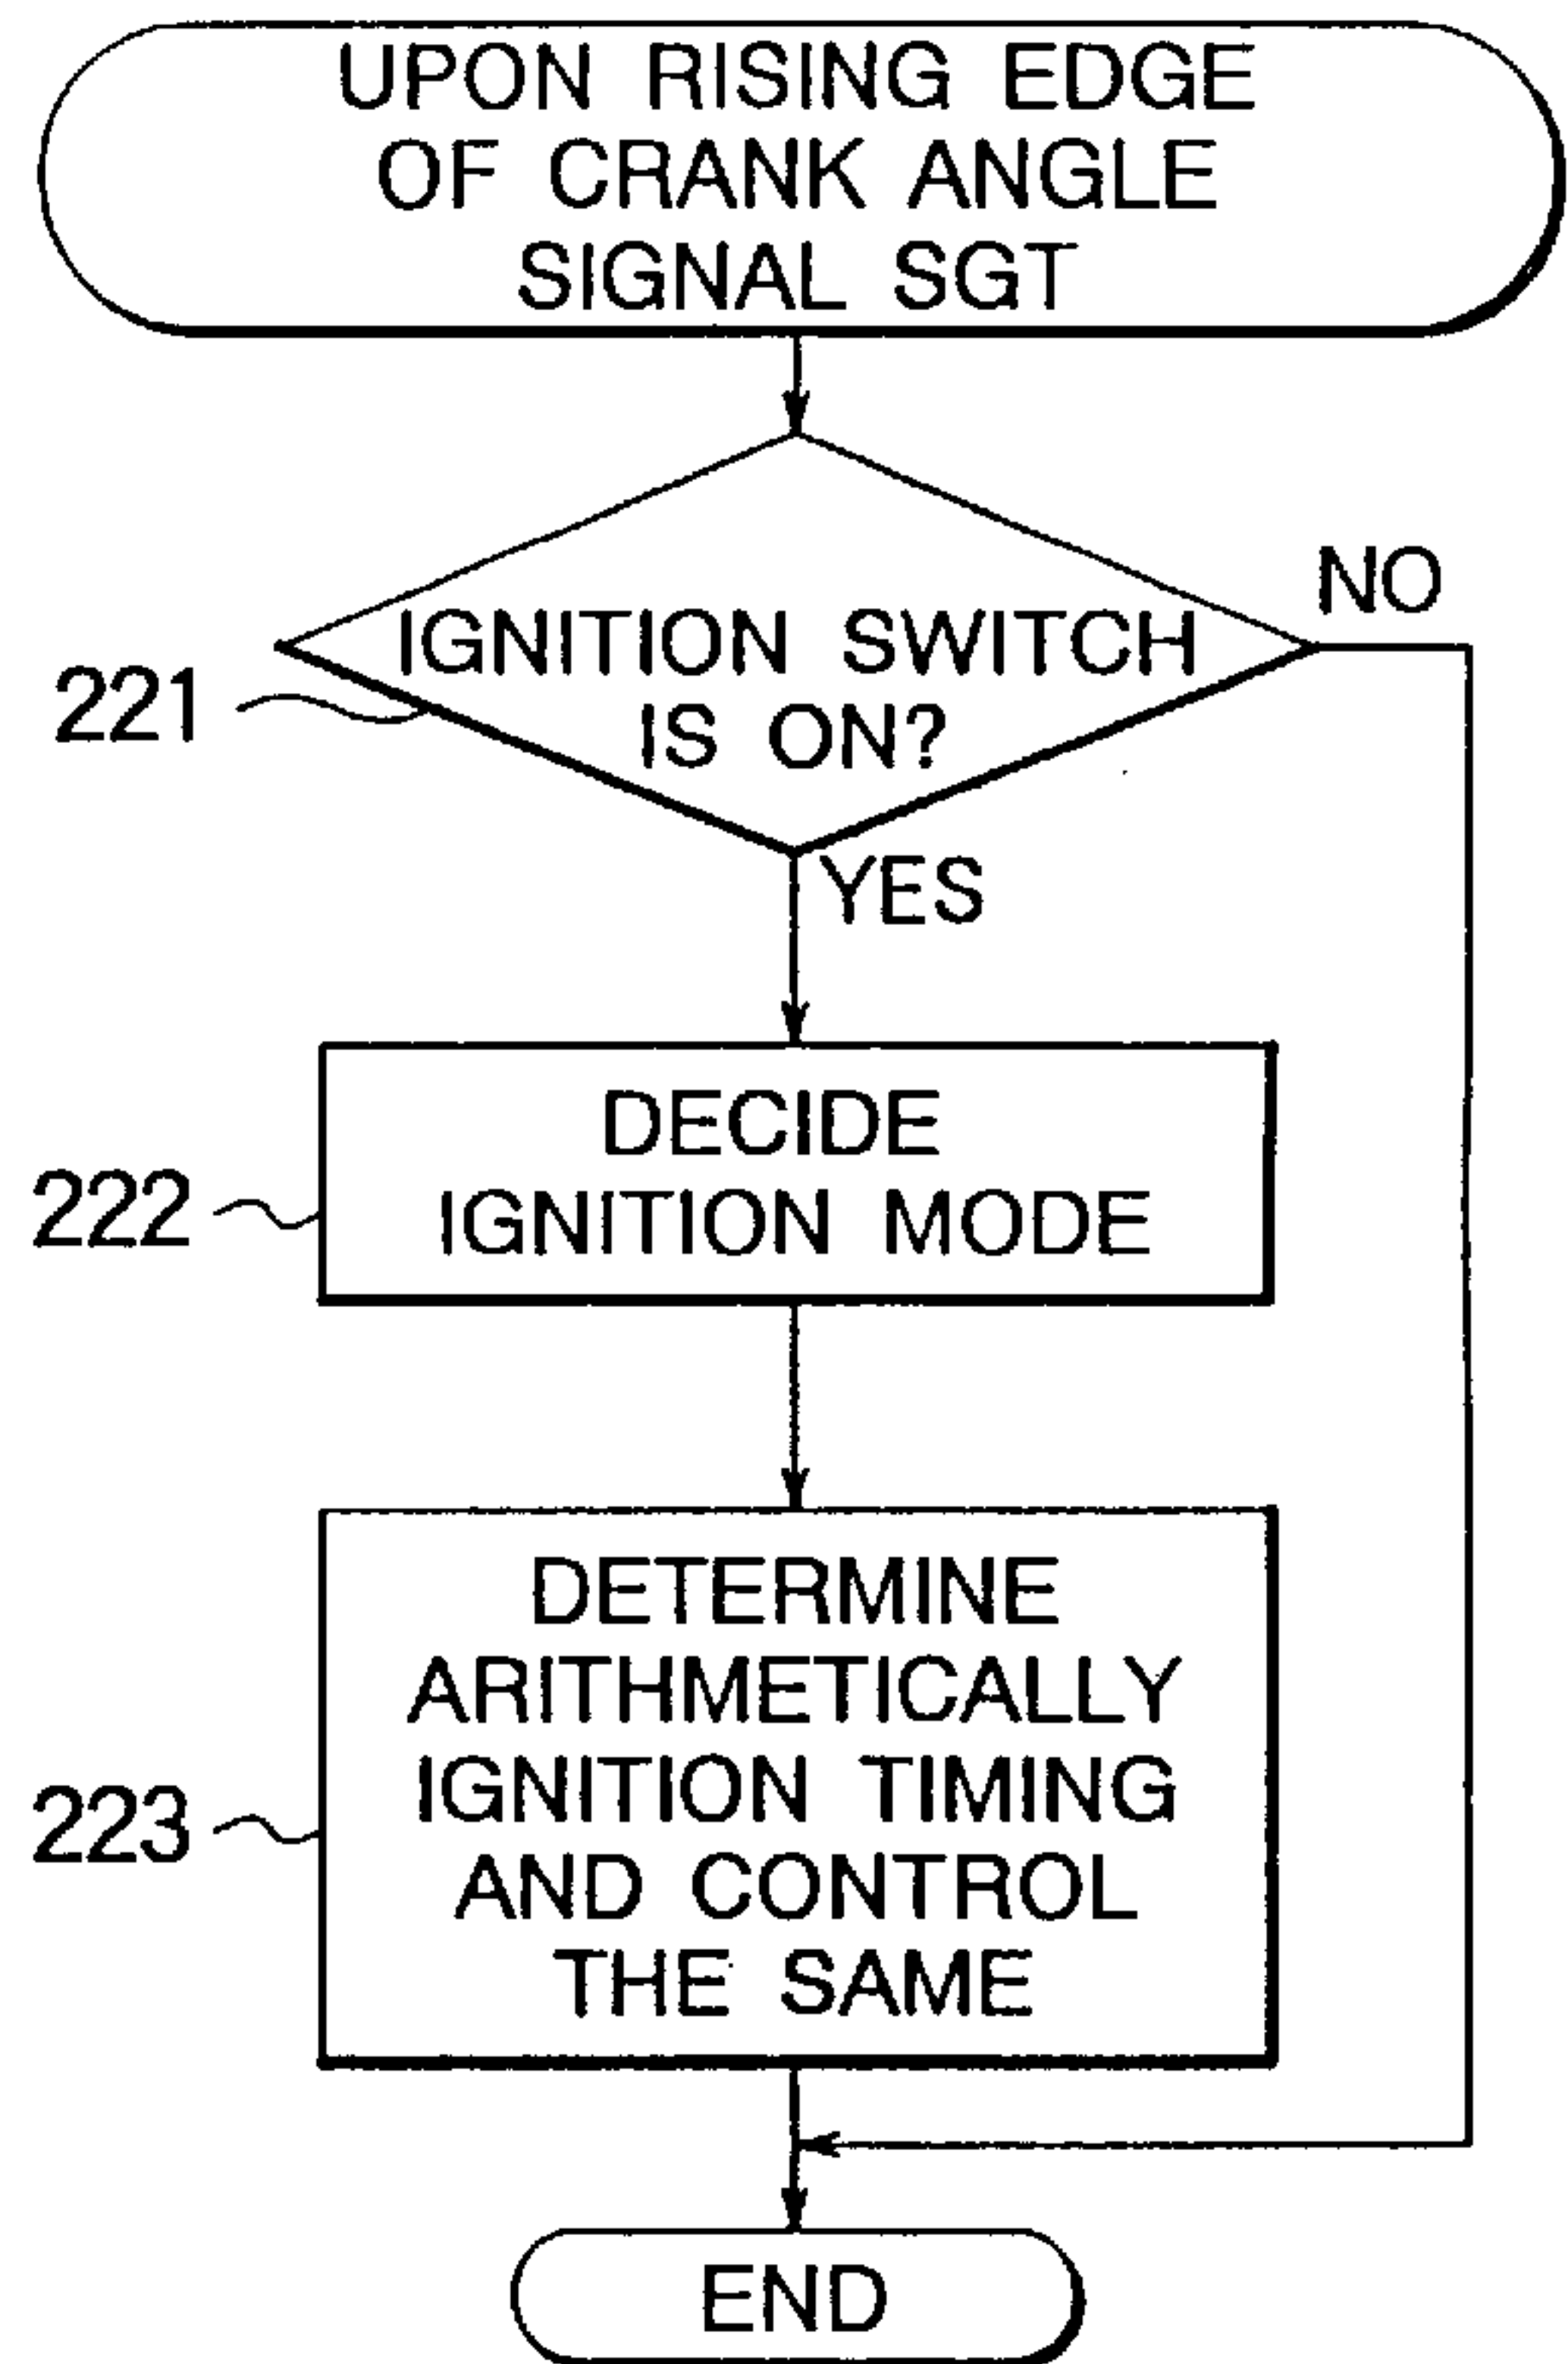 UPON RISING EDGE
OF CRANK ANGLE
SIGNAL SGT
NO
IGNITION SWITCH
IS ON?
221
YES
DECIDE
IGNITION MODE
222
DETERMINE
ARITHMETICALLY
IGNITION TIMING
AND CONTROL
THE SAME
223
END